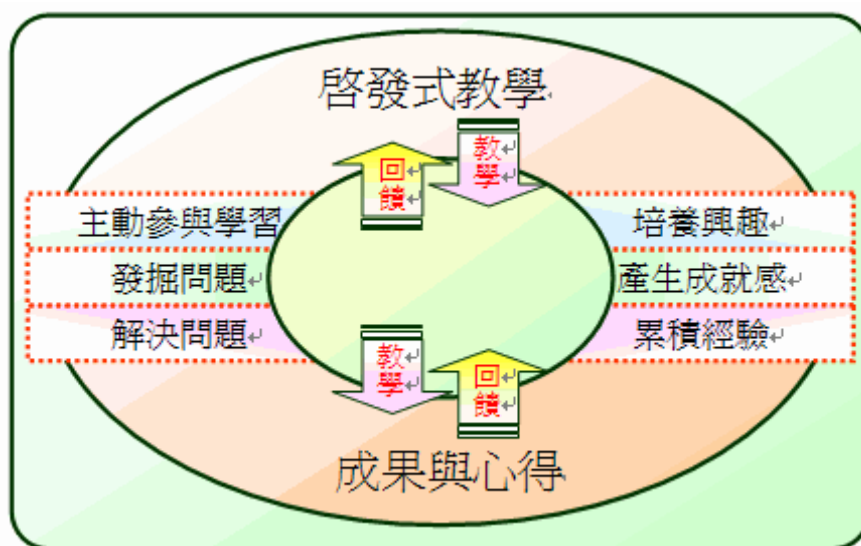 啓發式教學
回饋
教學
主動參與學習
培養興趣
發掘問題
產生成就感
解決問題
累積經驗
教學
回饋
成果與心得